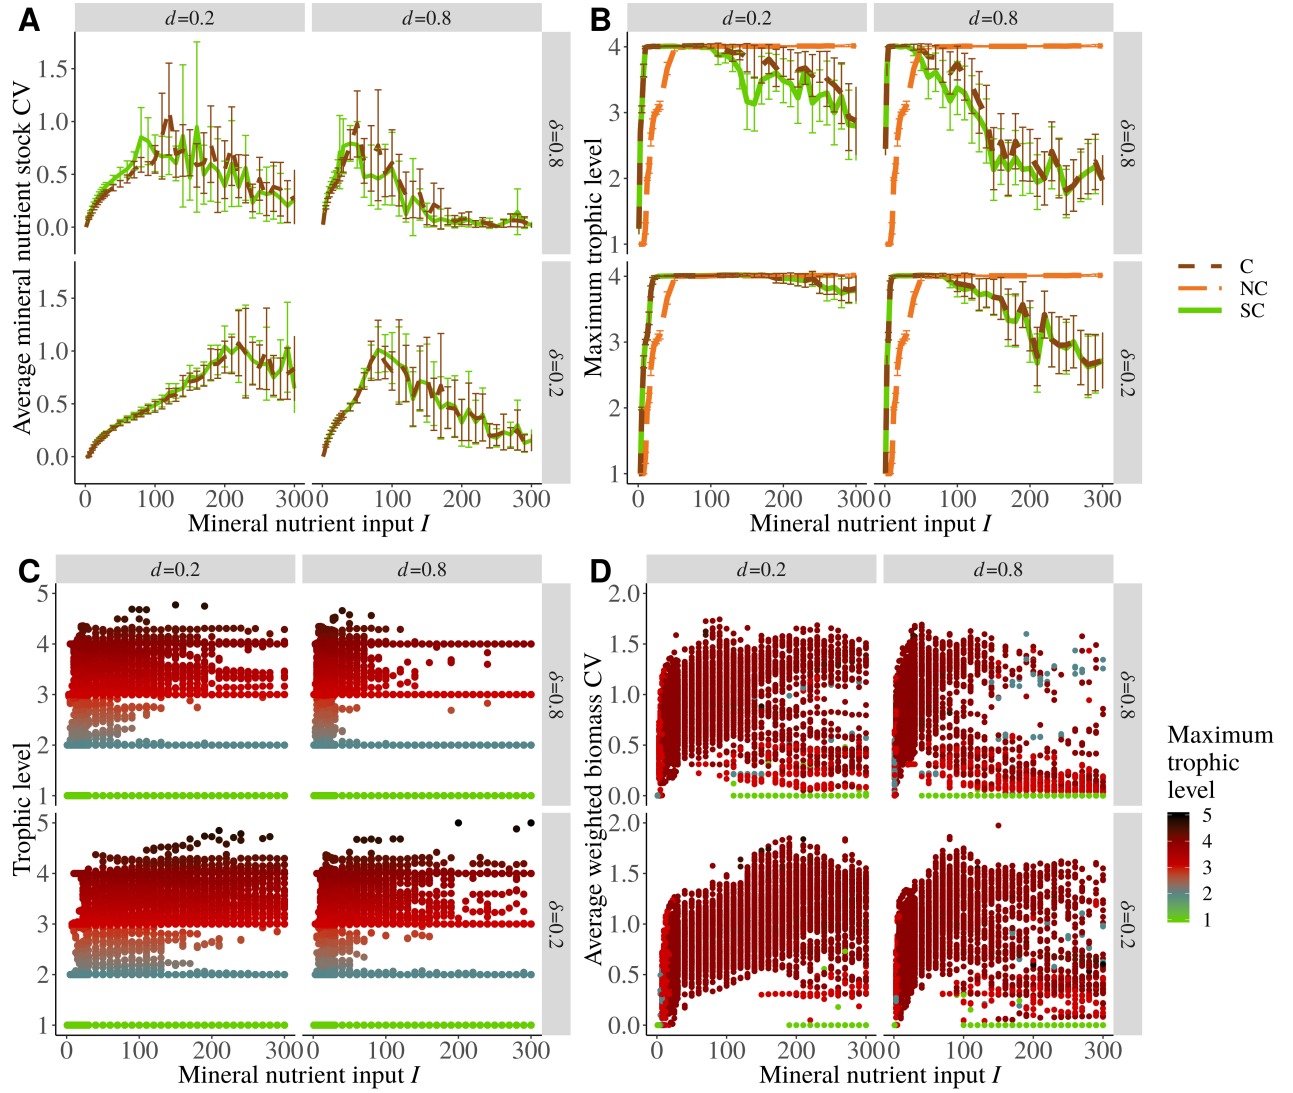 A
d=0.2
d=0.8
Average mineral nutrient stock CV
1.5
1.0
0.5
0.0
δ=0.8
1.5
1.0
0.5
0.0
δ=0.2
0
100
200
300
0
100
200
300
Mineral nutrient input I
B
d=0.2
d=0.8
Maximum trophic level
4
3
2
1
δ=0.8
4
3
2
1
δ=0.2
0
100
200
300
0
100
200
300
Mineral nutrient input I
C
NC
SC
C
d=0.2
d=0.8
Trophic level
5
4
3
2
1
δ=0.8
5
4
3
2
1
δ=0.2
0
100
200
300
0
100
200
300
Mineral nutrient input I
D
d=0.2
d=0.8
Average weighted biomass CV
2.0
1.5
1.0
0.5
0.0
δ=0.8
2.0
1.5
1.0
0.5
0.0
δ=0.2
0
100
200
300
0
100
200
300
Mineral nutrient input I
Maximum
trophic
level
5
4
3
2
1